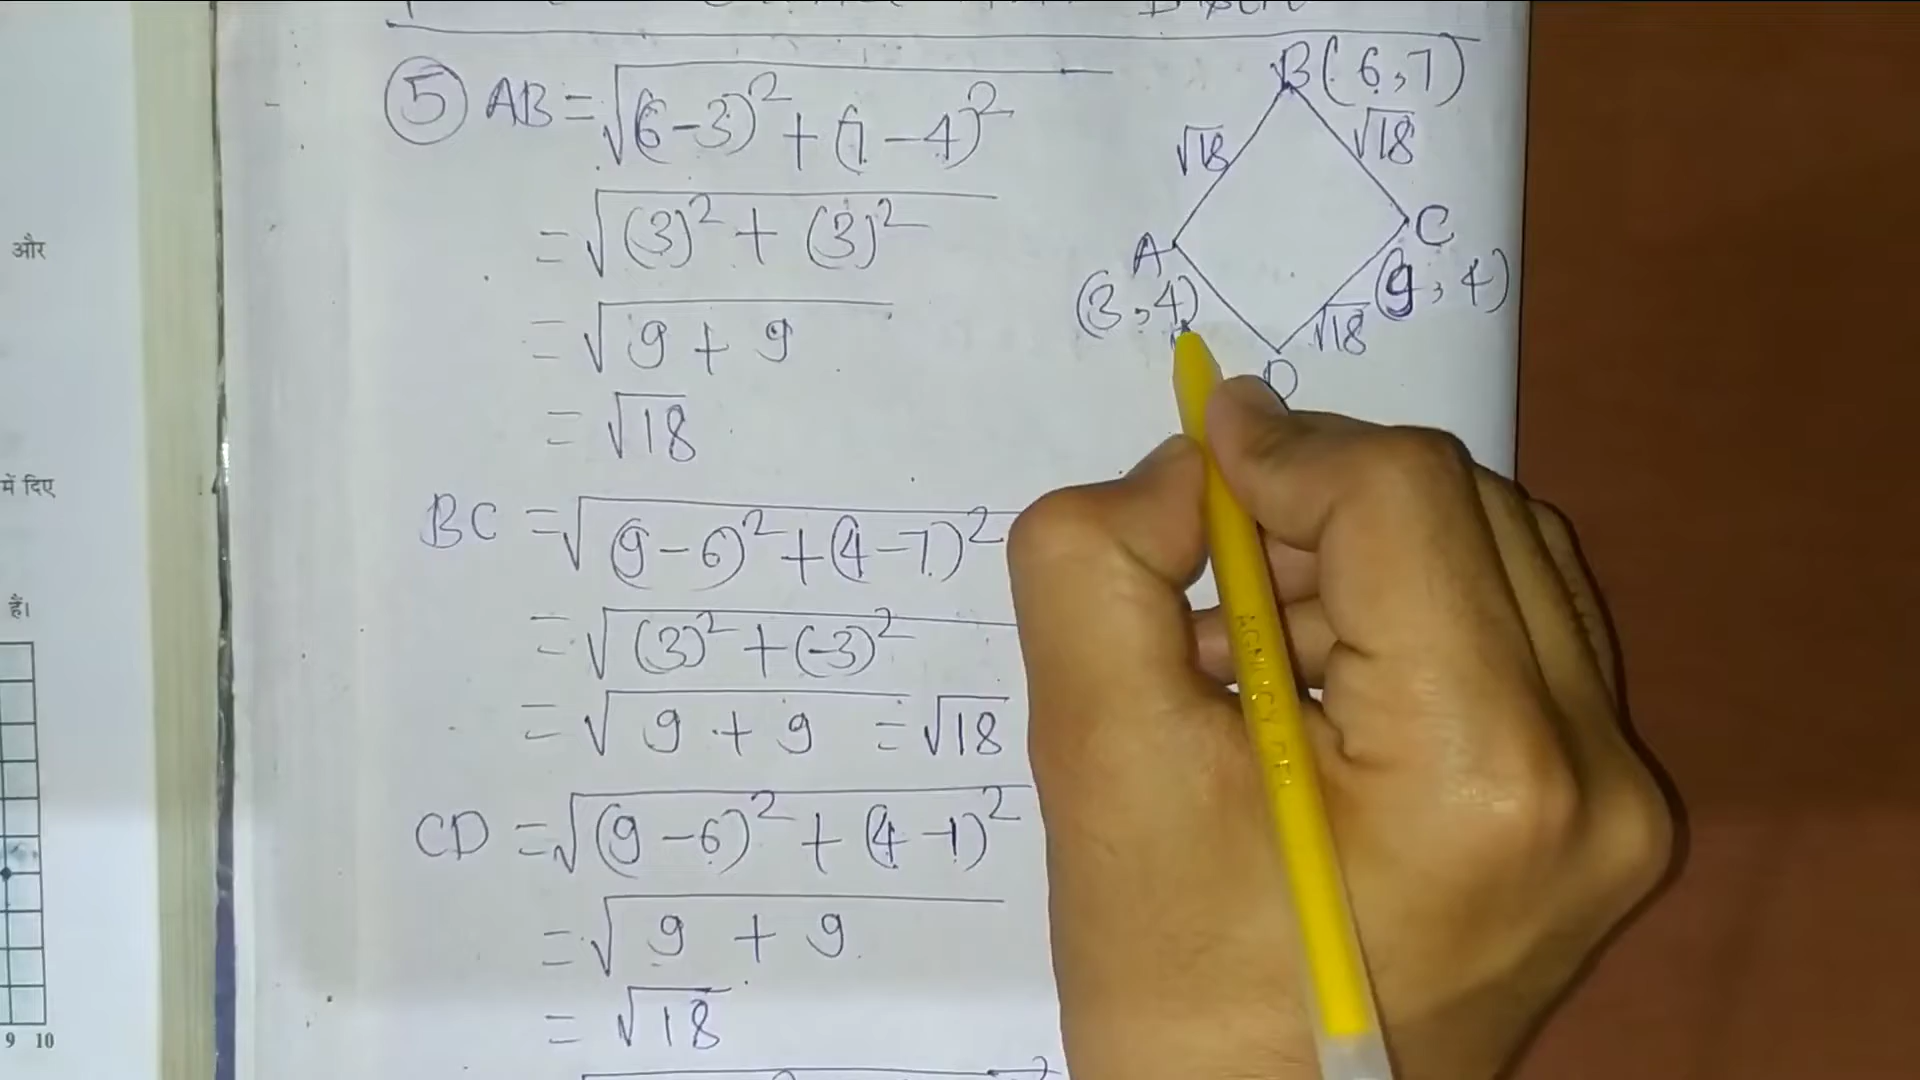 ⑤ AB = √(6-3)² + (7-4)²
= √(3)² + (3)²
= √9 + 9
= √18
BC = √(9-6)² + (4-7)²
= √(3)² + (-3)²
= √9 + 9 = √18
CD = √(9-6)² + (4-1)²
= √9 + 9
= √18
B(6,7)
√18 √18
A C
(3,4) (9,4)
√18
D
और
में दिए
हैं।
9 10